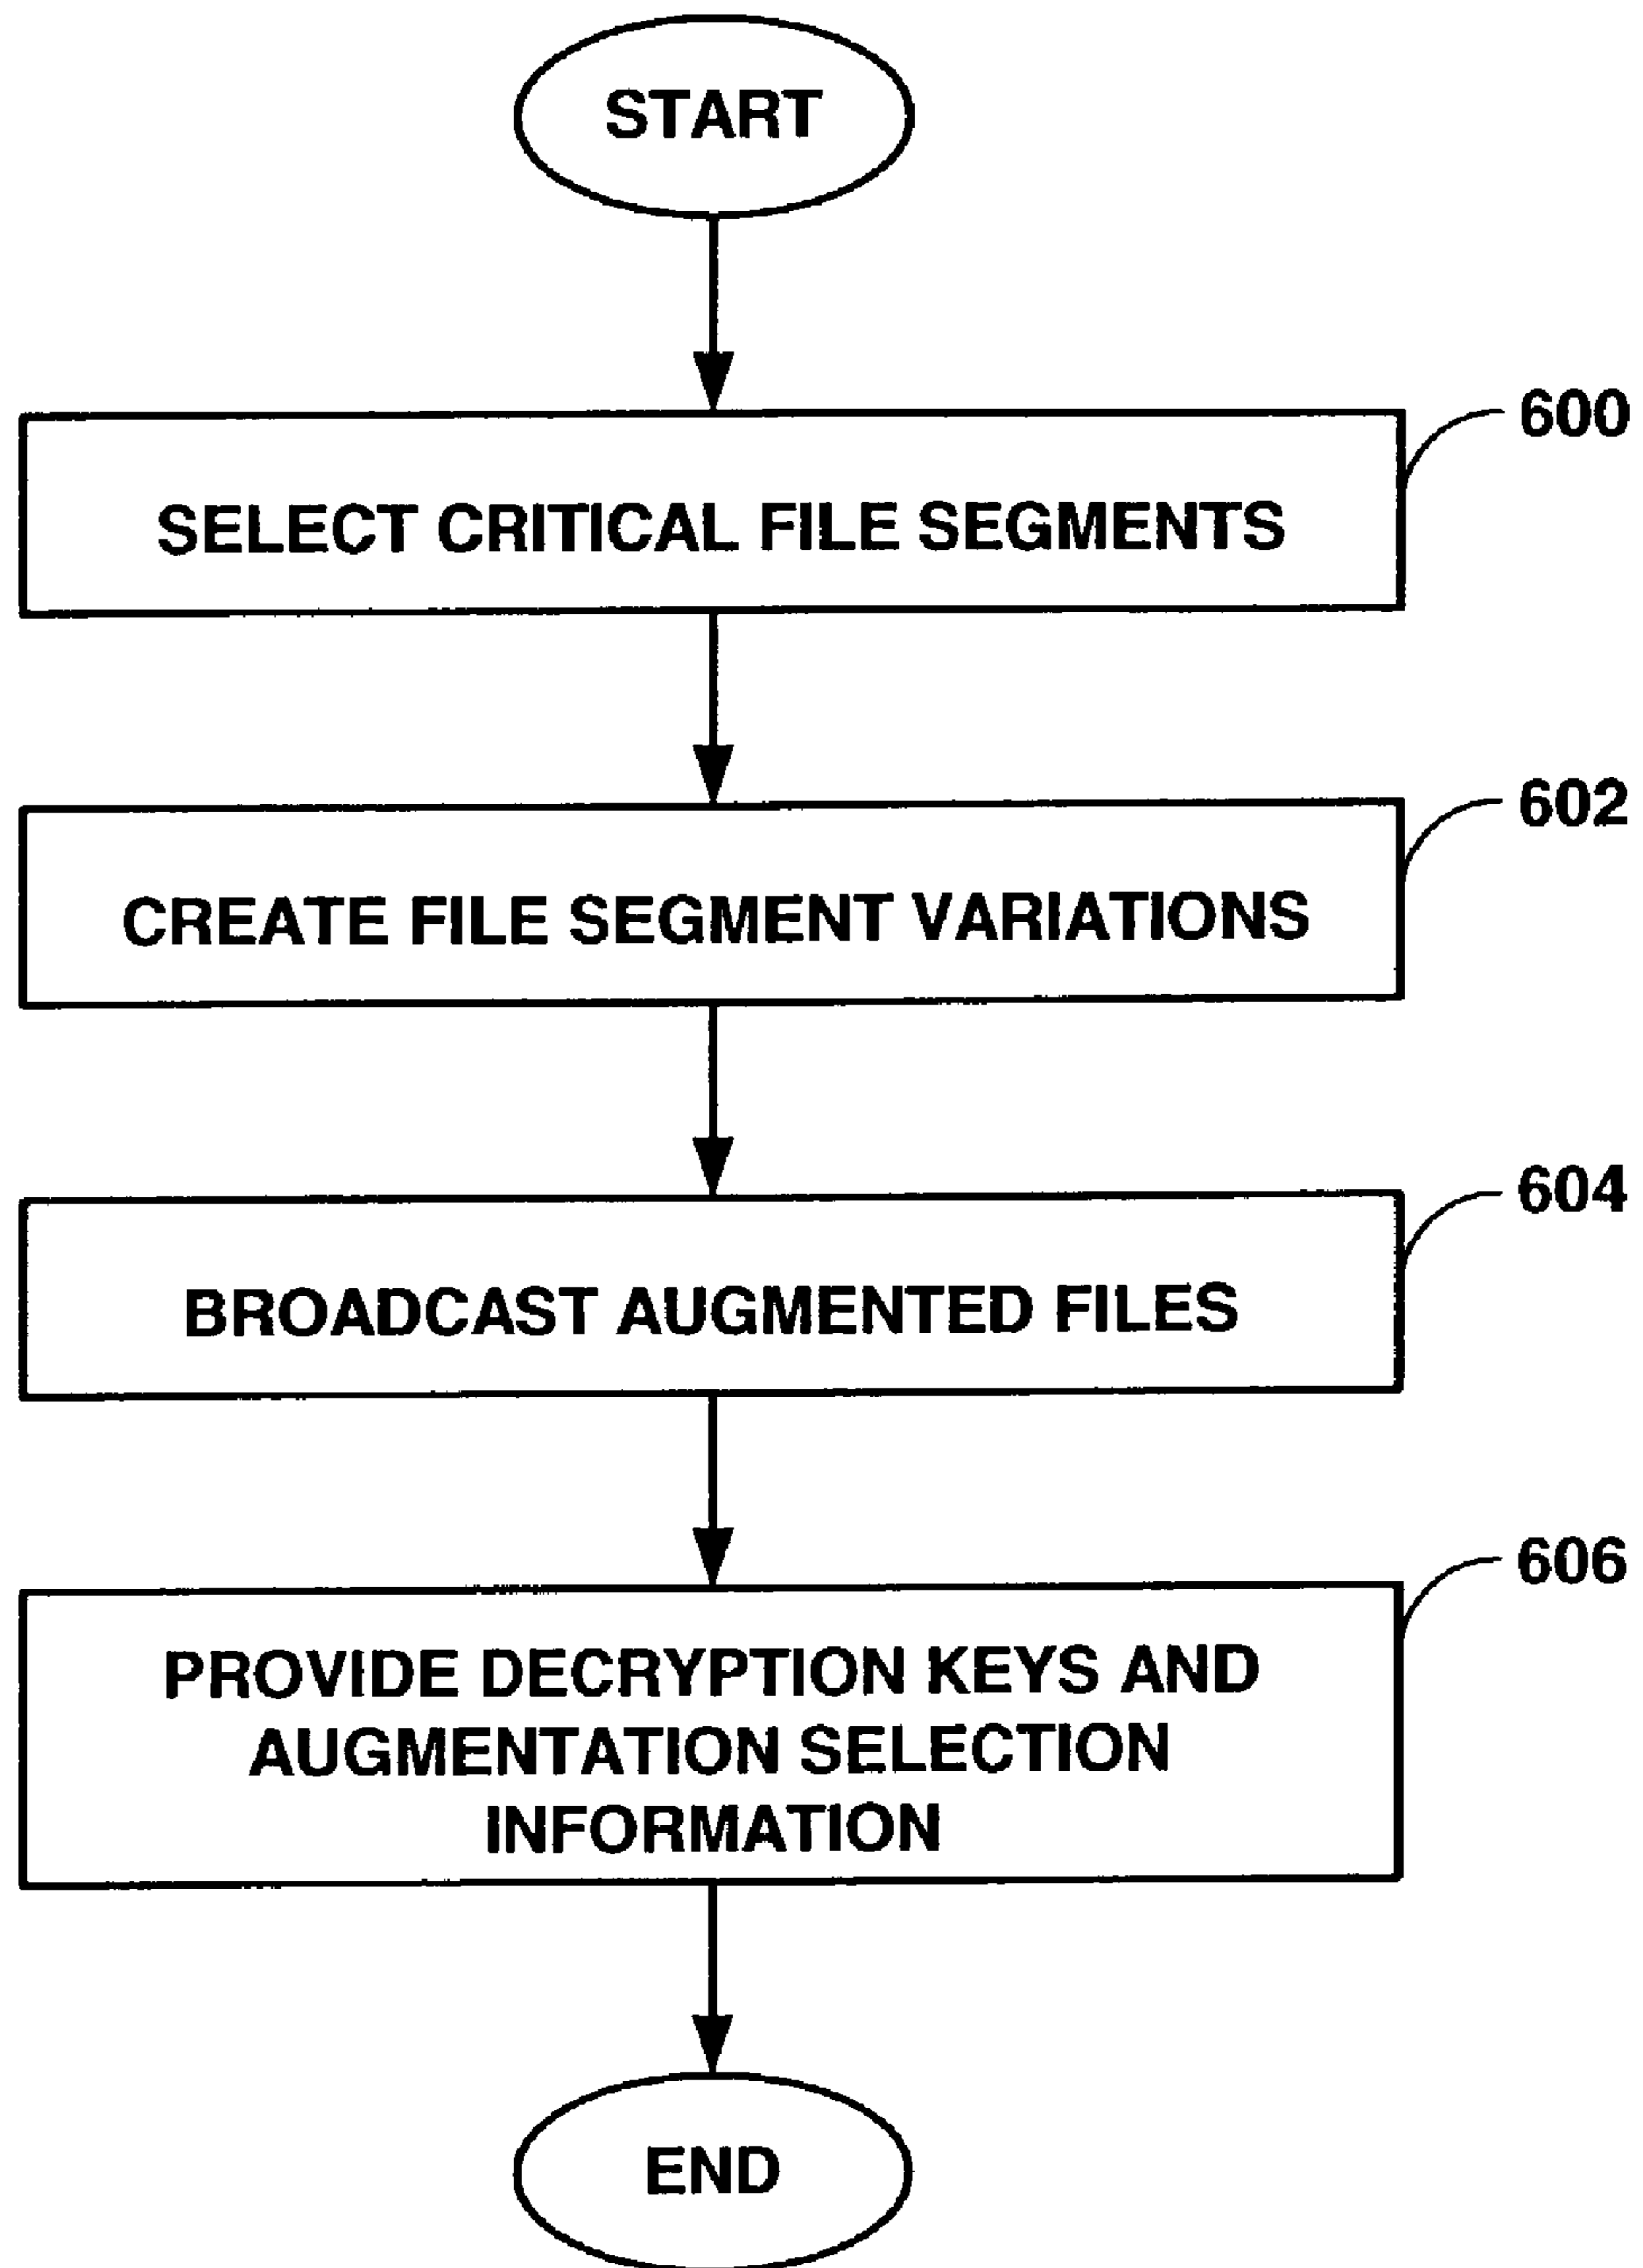 START
600
SELECT CRITICAL FILE SEGMENTS
602
CREATE FILE SEGMENT VARIATIONS
604
BROADCAST AUGMENTED FILES
606
PROVIDE DECRYPTION KEYS AND
AUGMENTATION SELECTION
INFORMATION
END